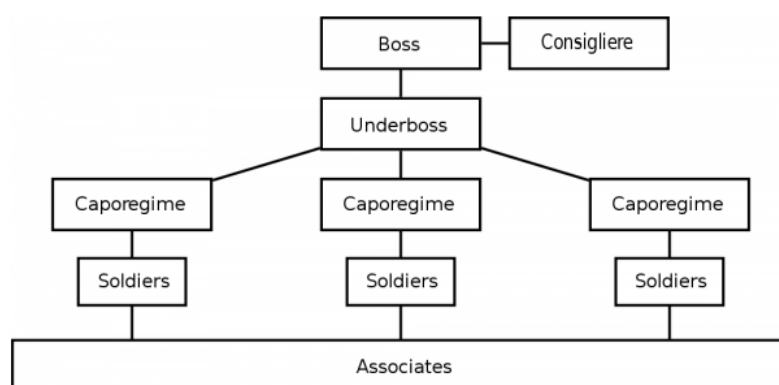 Boss
Consigliere
Underboss
Caporegime
Caporegime
Caporegime
Soldiers
Soldiers
Soldiers
Associates